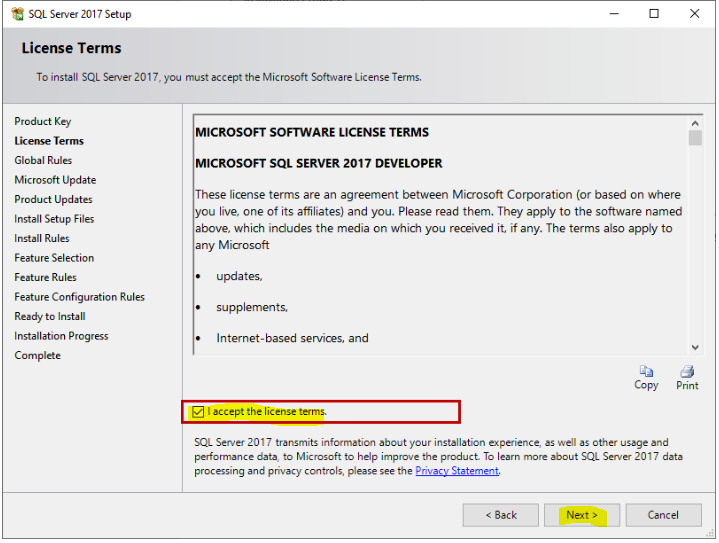 SQL Server 2017 Setup
License Terms
To install SQL Server 2017, you must accept the Microsoft Software License Terms.
Product Key
License Terms
Global Rules
Microsoft Update
Product Updates
Install Setup Files
Install Rules
Feature Selection
Feature Rules
Feature Configuration Rules
Ready to Install
Installation Progress
Complete
MICROSOFT SOFTWARE LICENSE TERMS
MICROSOFT SQL SERVER 2017 DEVELOPER
These license terms are an agreement between Microsoft Corporation (or based on where
you live, one of its affiliates) and you. Please read them. They apply to the software named
above, which includes the media on which you received it, if any. The terms also apply to
any Microsoft
• updates,
• supplements,
• Internet-based services, and
Copy Print
I accept the license terms.
SQL Server 2017 transmits information about your installation experience, as well as other usage and
performance data, to Microsoft to help improve the product. To learn more about SQL Server 2017 data
processing and privacy controls, please see the Privacy Statement.
< Back Next > Cancel